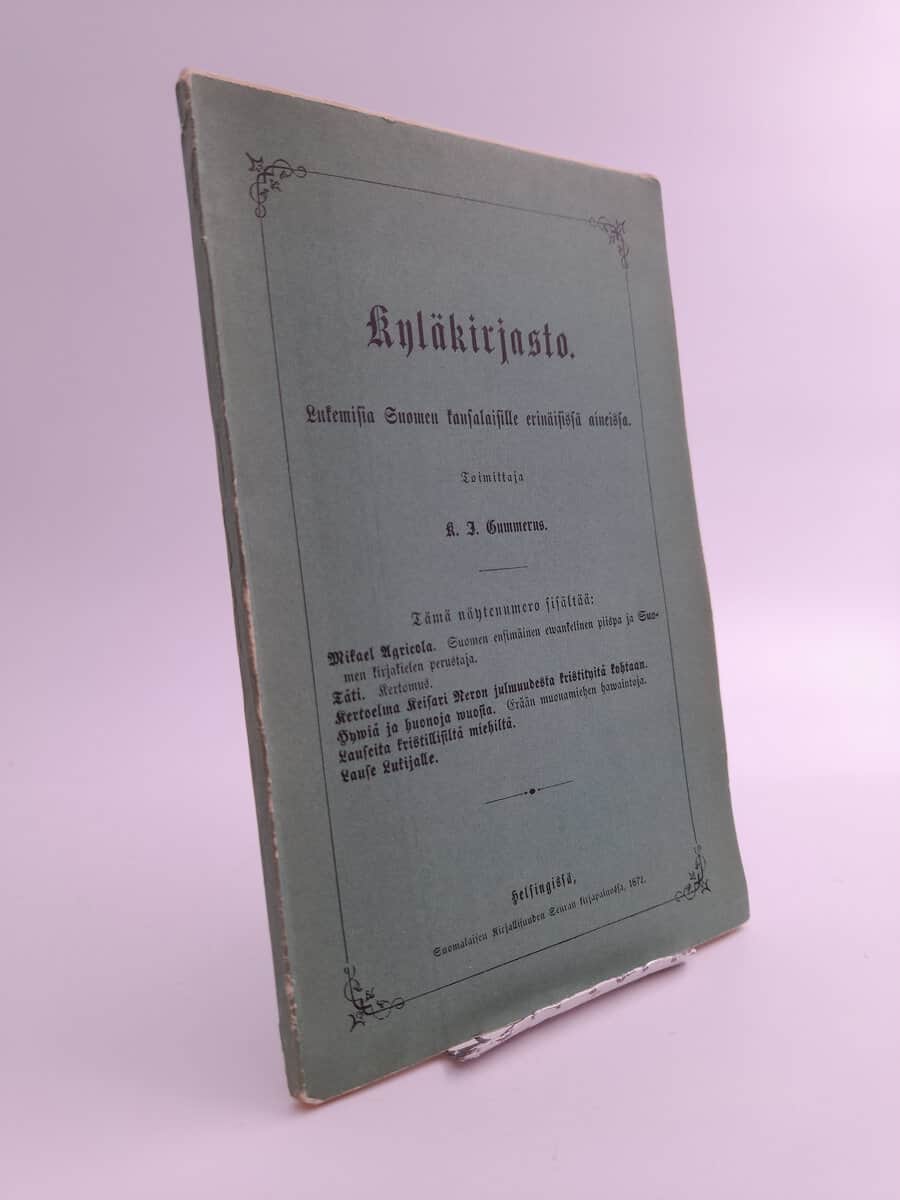 Kyläkirjasto.
Lukemisia Suomen kansalaisille erinäisissä aineissa.
Toimittaja
K. J. Gummerus.
Tämä näytenumero sisältää:
Mikael Agricola. Suomen ensimäinen ewankelinen piispa ja Suo-
men kirjakielen perustaja.
Täti. Kertomus.
Kertoelma Keisari Neron julmuudesta kristityitä kohtaan.
Hywiä ja huonoja wuosia. Erään muonamiehen hawaintoja.
Lauseita kristillisiltä miehiltä.
Lause Lukijalle.
Helsingissä,
Suomalaisen Kirjallisuuden Seuran kirjapainossa, 1872.